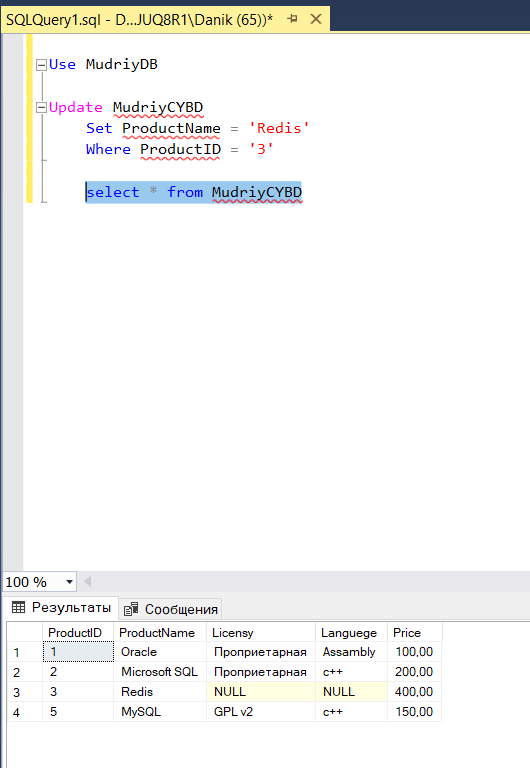 SQLQuery1.sql - D...JUQ8R1\Danik (65))*
Use MudriyDB
Update MudriyCYBD
Set ProductName = 'Redis'
Where ProductID = '3'
select * from MudriyCYBD
100 %
Результаты Сообщения
ProductID ProductName Licensy Languege Price
1 1 Oracle Проприетарная Assambly 100,00
2 2 Microsoft SQL Проприетарная c++ 200,00
3 3 Redis NULL NULL 400,00
4 5 MySQL GPL v2 c++ 150,00